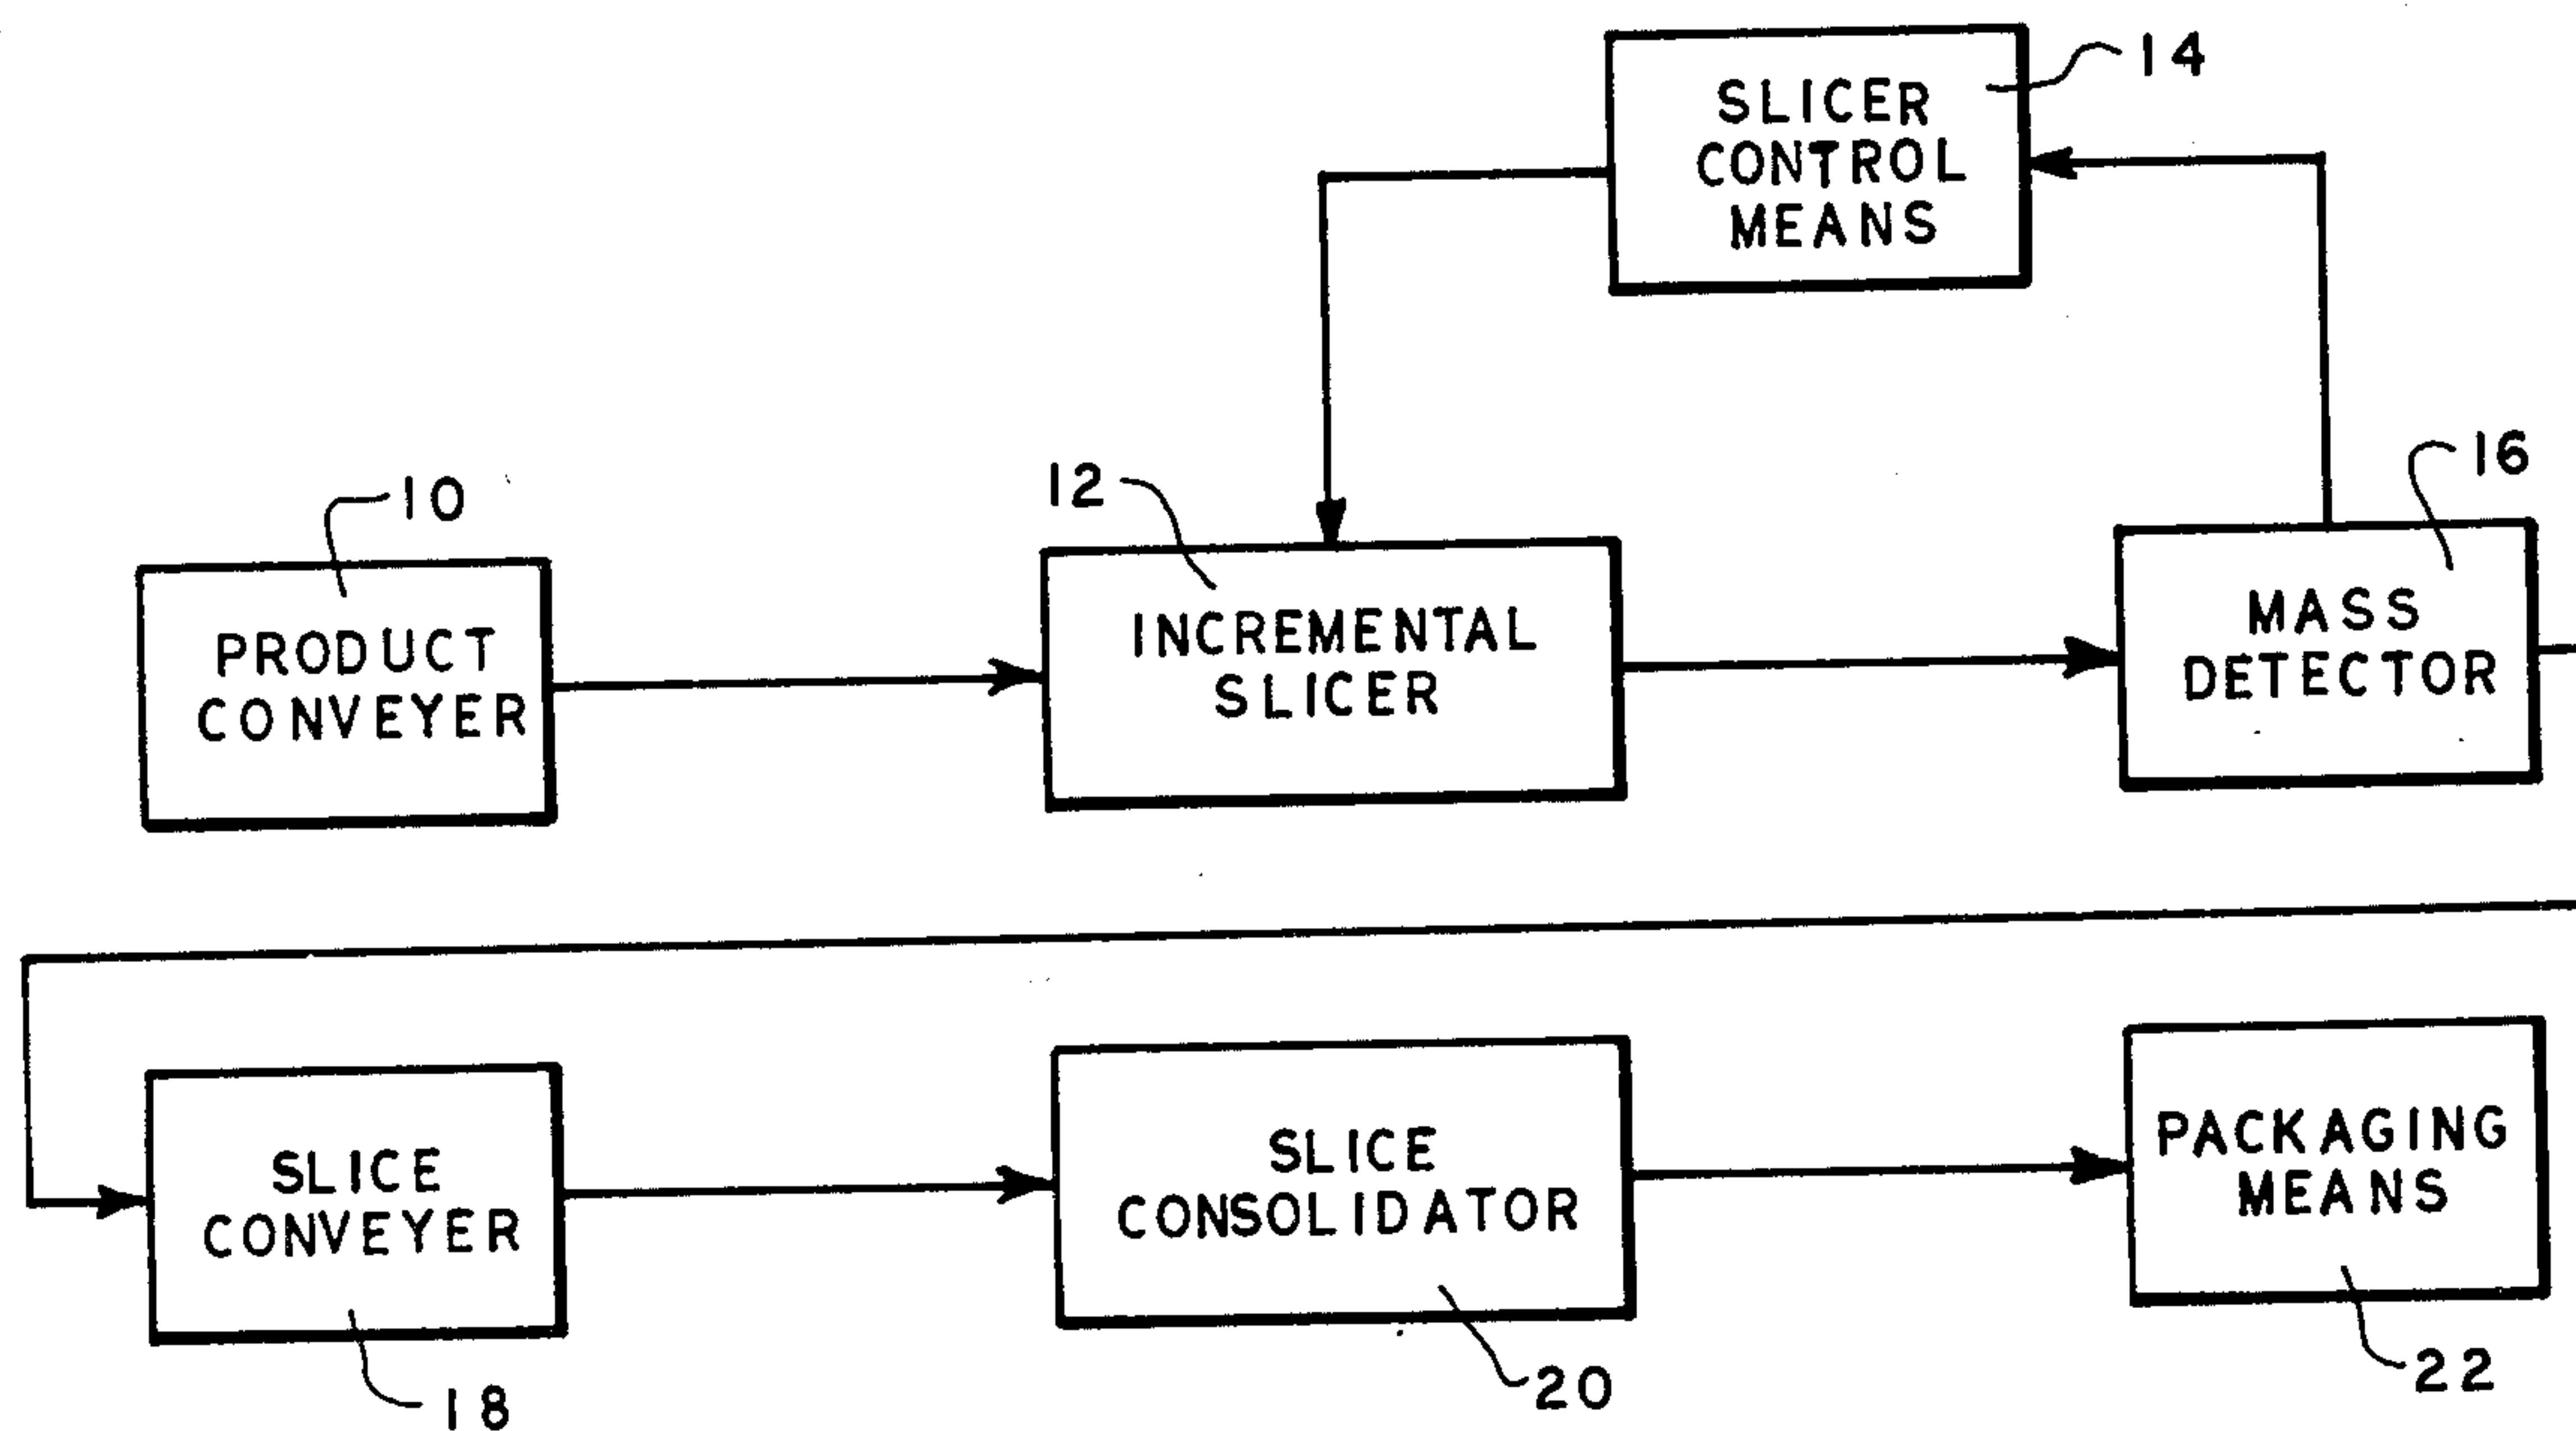 14
SLICER
CONTROL
MEANS
10
12
16
PRODUCT
CONVEYER
INCREMENTAL
SLICER
MASS
DETECTOR
SLICE
CONVEYER
SLICE
CONSOLIDATOR
PACKAGING
MEANS
18
20
22